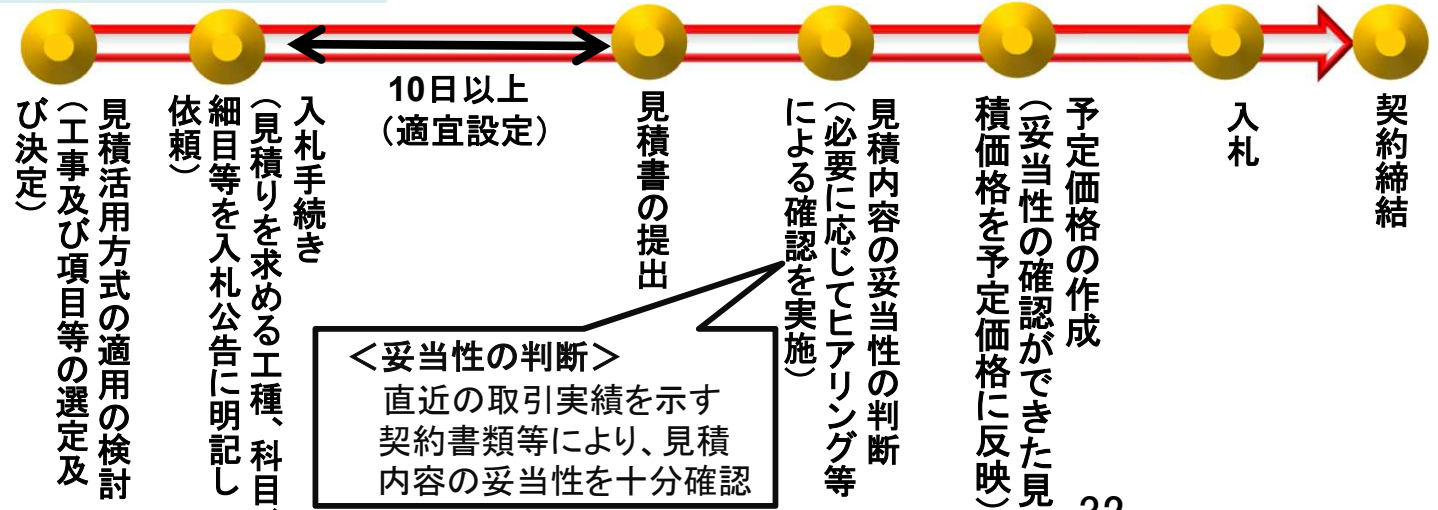 見積活用方式の適用の検討
（工事及び項目等の選定及
び決定）
入札手続き
（見積りを求める工種、科目、
細目等を入札公告に明記し
依頼）
10日以上
（適宜設定）
見積書の提出
見積内容の妥当性の判断
（必要に応じてヒアリング等
による確認を実施）
＜妥当性の判断＞
直近の取引実績を示す
契約書類等により、見積
内容の妥当性を十分確認
予定価格の作成
（妥当性の確認ができた見
積価格を予定価格に反映）
入札
契約締結